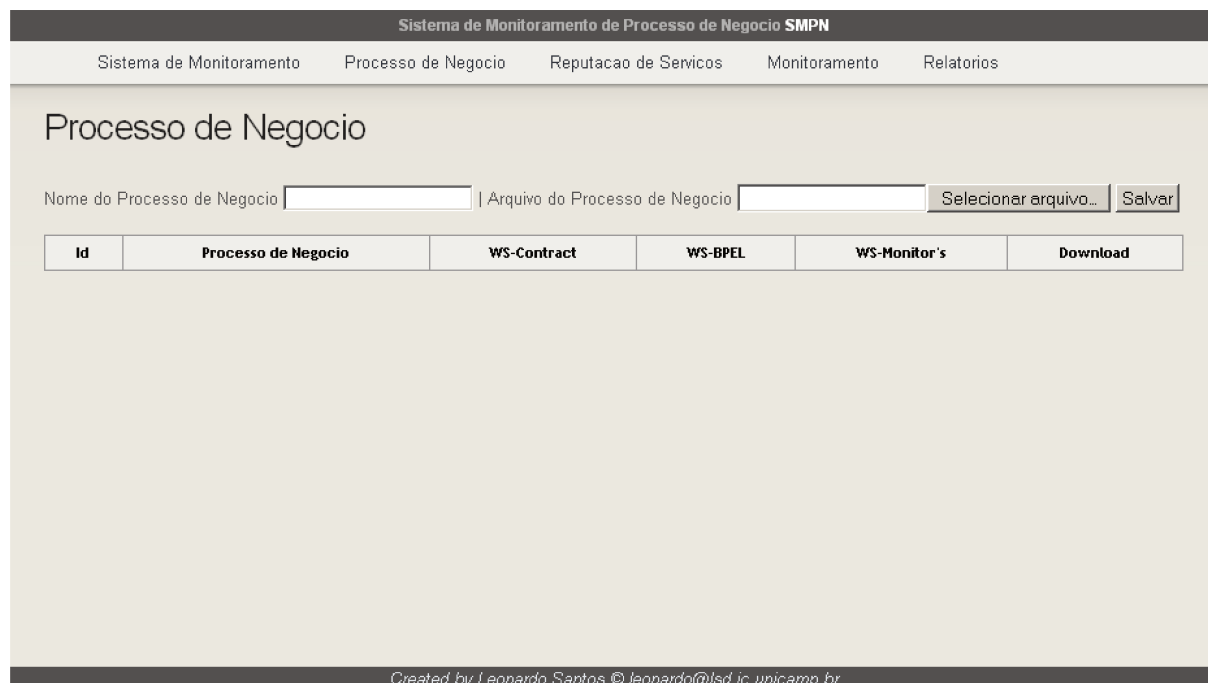 Sistema de Monitoramento de Processo de Negocio SMPN
Sistema de Monitoramento Processo de Negocio Reputacao de Servicos Monitoramento Relatorios
Processo de Negocio
Nome do Processo de Negocio | Arquivo do Processo de Negocio Selecionar arquivo... Salvar
Id Processo de Negocio WS-Contract WS-BPEL WS-Monitor's Download
Created by Leonardo Santos © leonardo@lsd.ic.unicamp.br